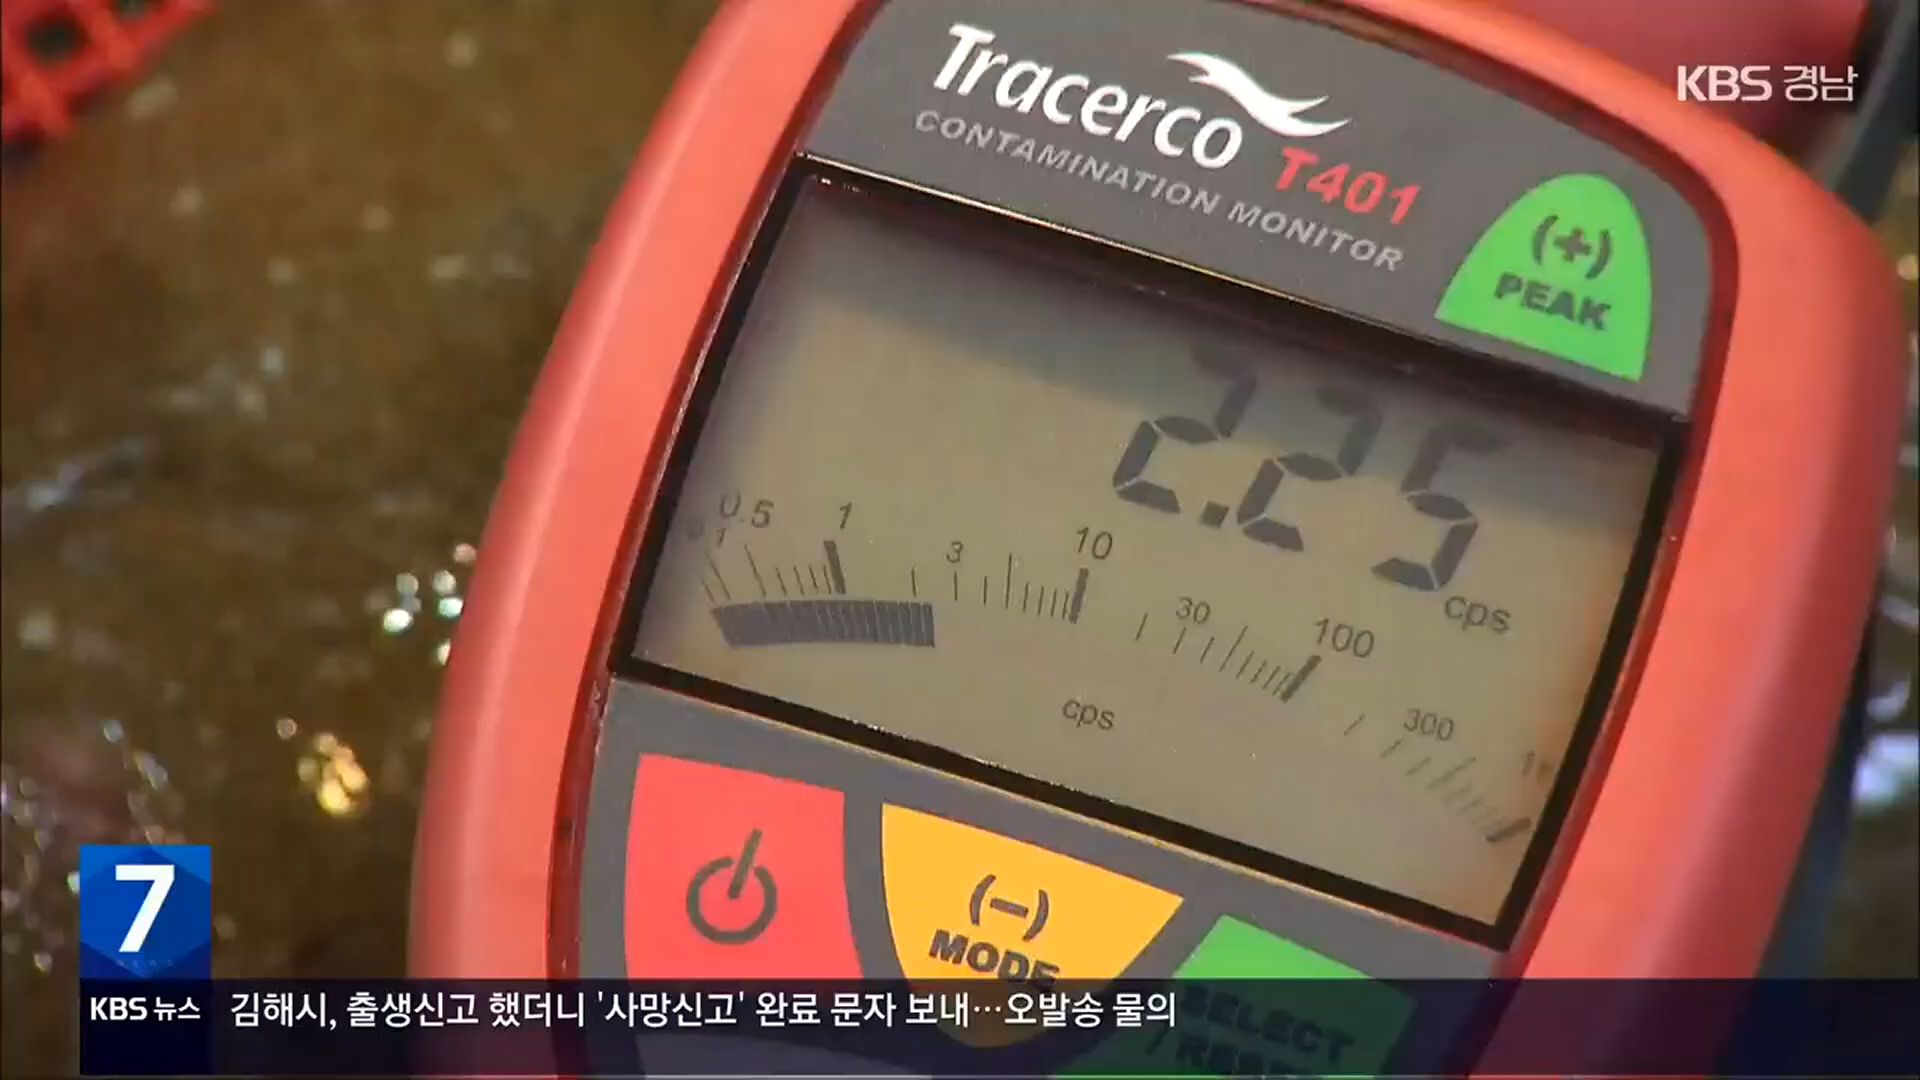 KBS 경남
Tracerco
T401
CONTAMINATION MONITOR
(+)
PEAK
2.25
cps
0.5
1
3
10
30
100
300
cps
(−)
MODE
SELECT
7
KBS 뉴스
김해시, 출생신고 했더니 '사망신고' 완료 문자 보내…오발송 물의